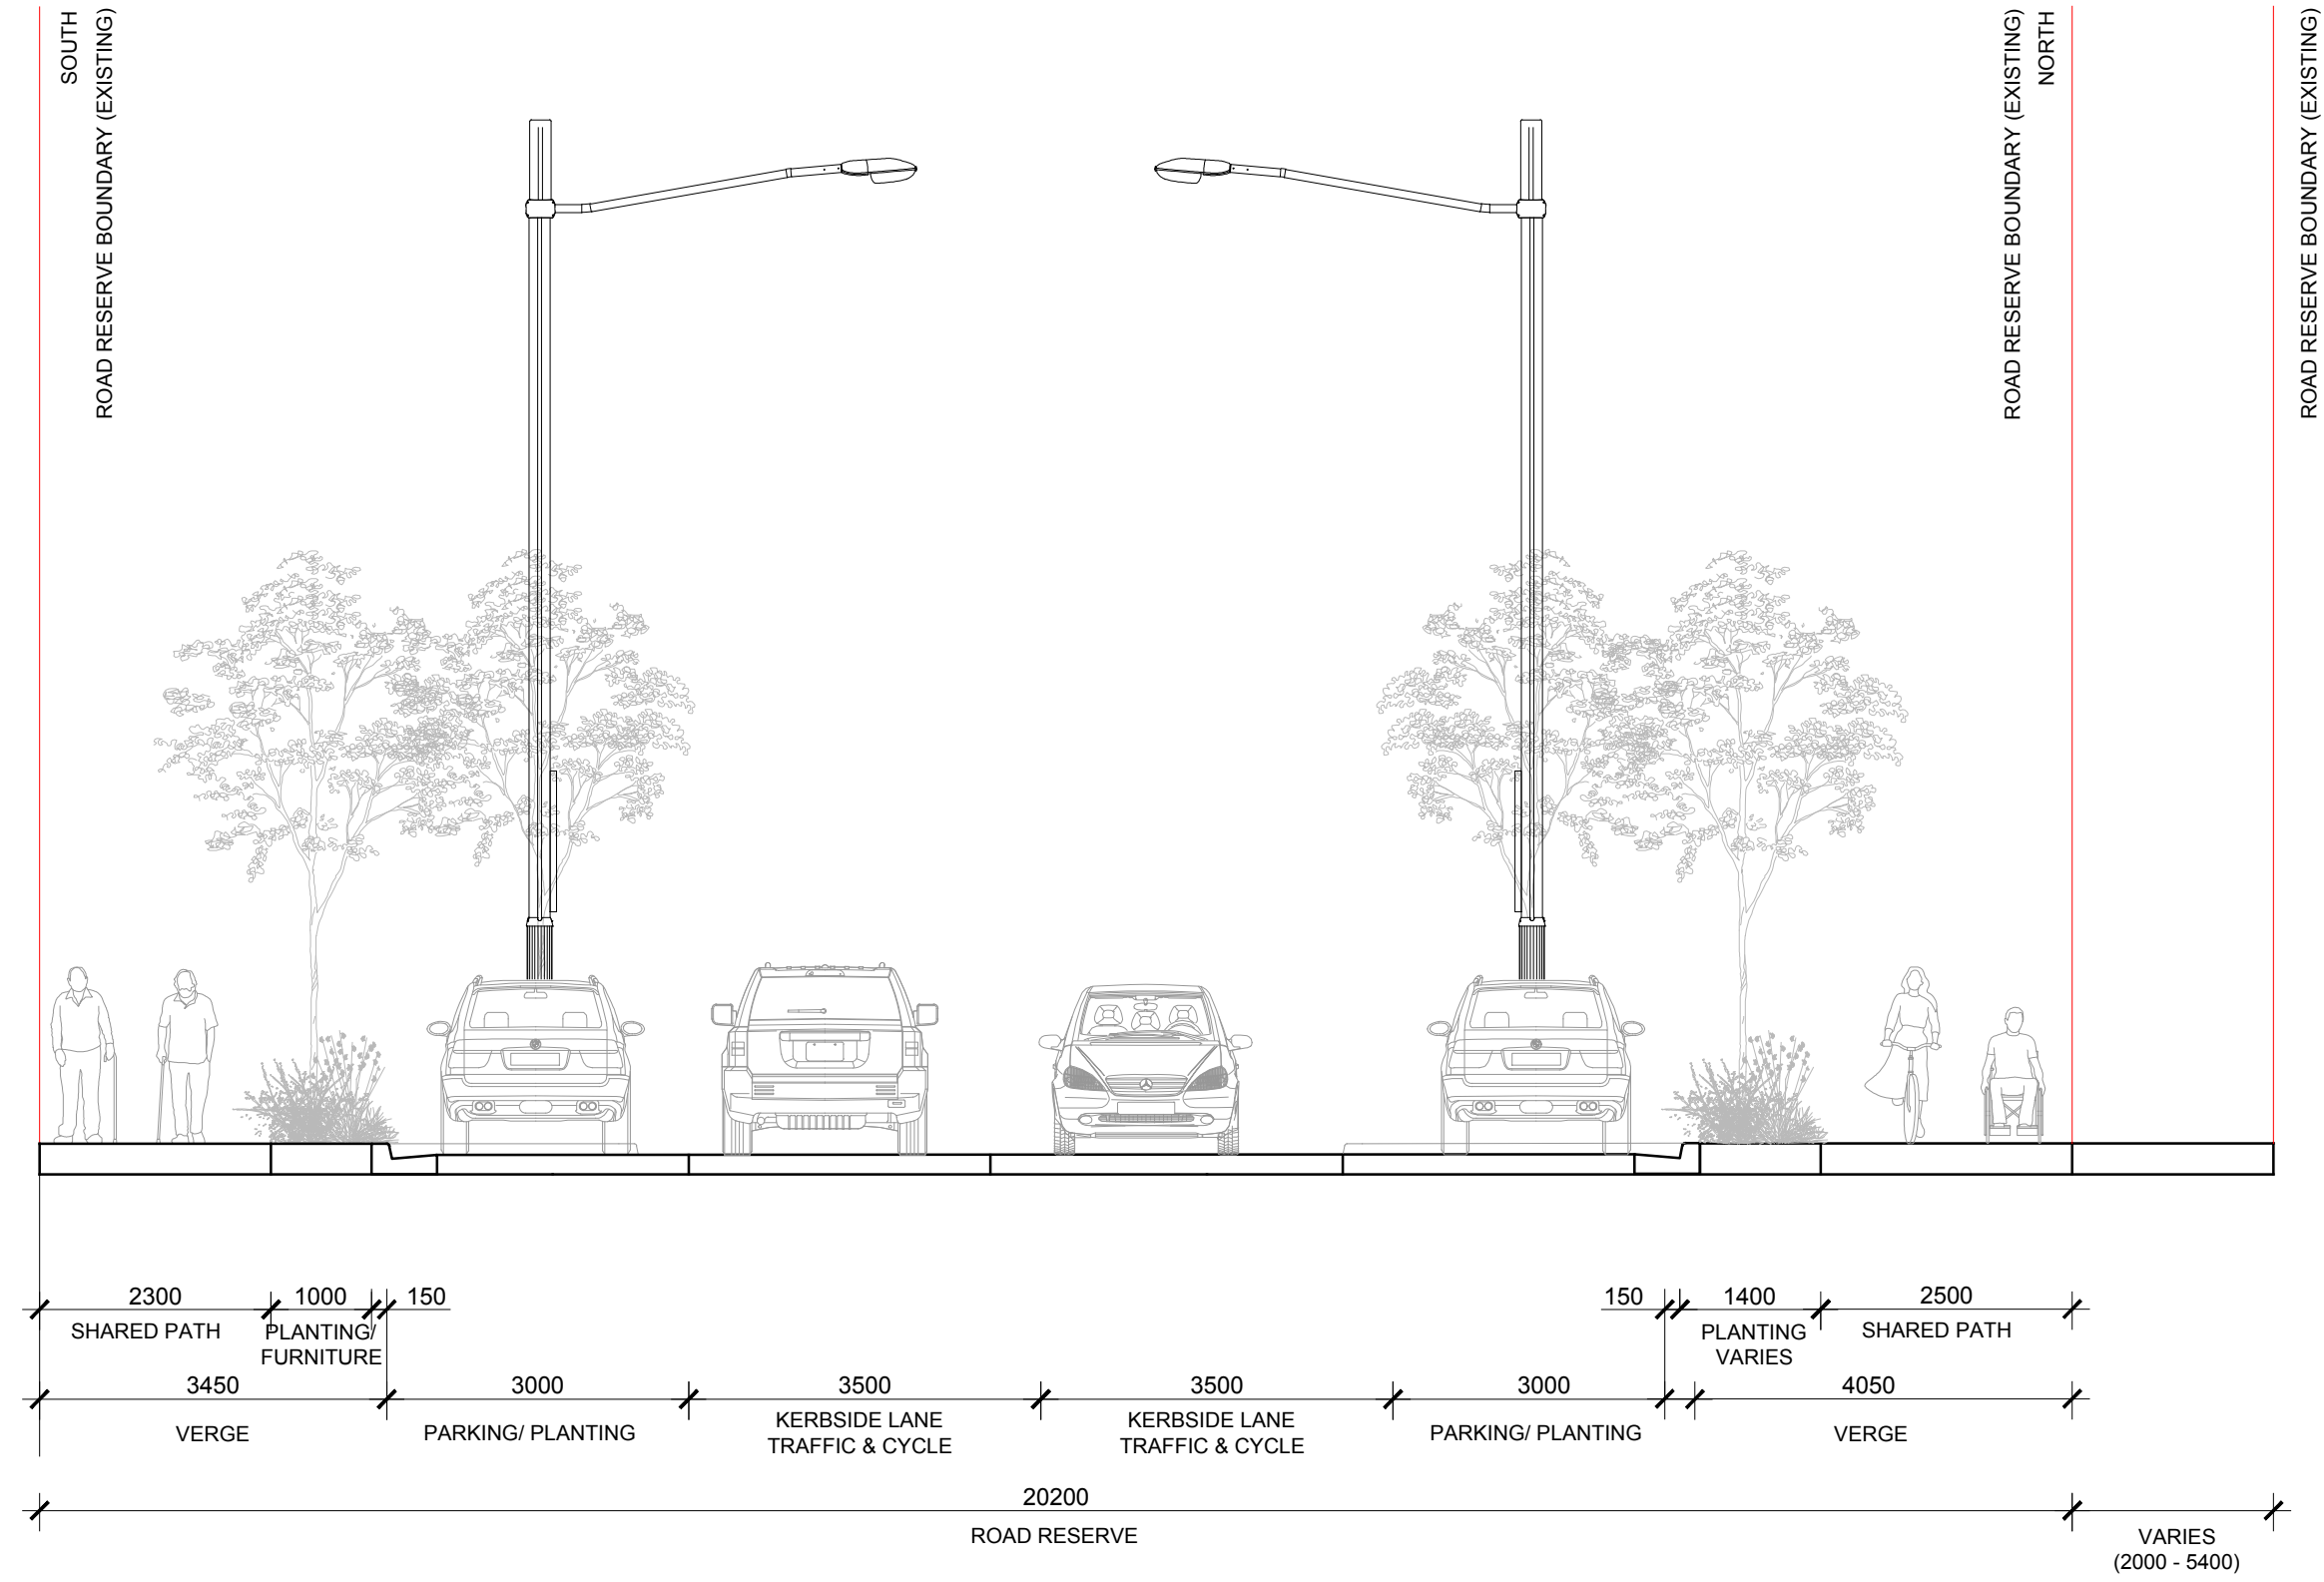 SOUTH
ROAD RESERVE BOUNDARY (EXISTING)
ROAD RESERVE BOUNDARY (EXISTING)
NORTH
ROAD RESERVE BOUNDARY (EXISTING)
2300
1000
150
150
1400
2500
SHARED PATH
PLANTING/
FURNITURE
PLANTING
VARIES
SHARED PATH
3450
3000
3500
3500
3000
4050
VERGE
PARKING/ PLANTING
KERBSIDE LANE
TRAFFIC & CYCLE
KERBSIDE LANE
TRAFFIC & CYCLE
PARKING/ PLANTING
VERGE
20200
ROAD RESERVE
VARIES
(2000 - 5400)